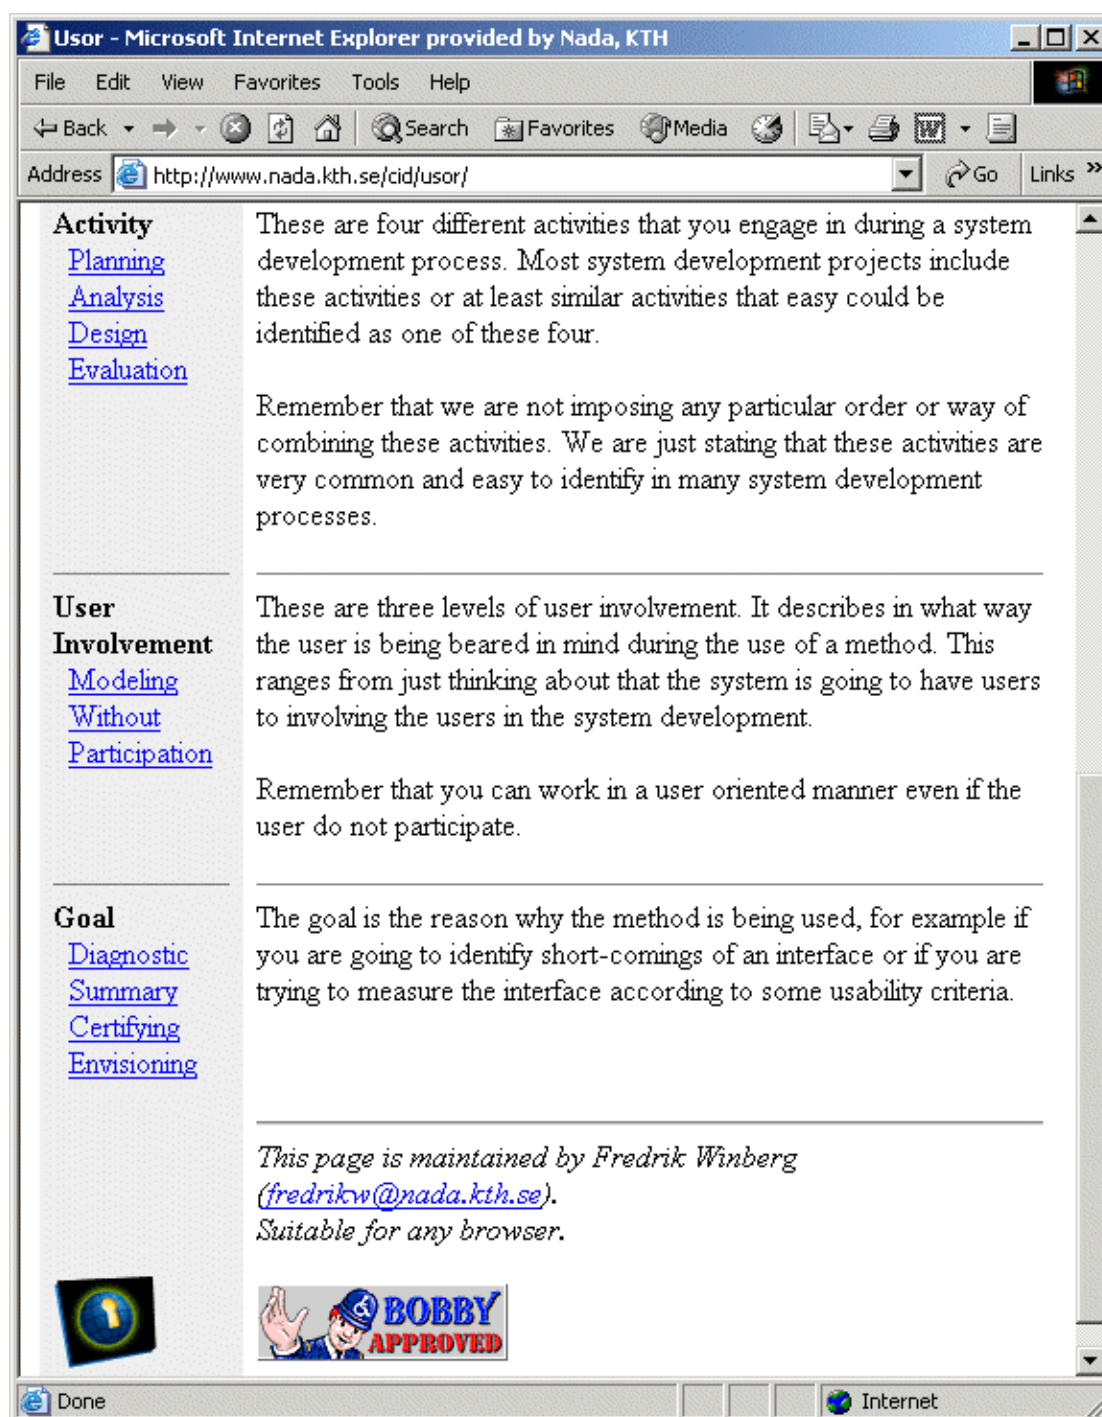 Usor - Microsoft Internet Explorer provided by Nada, KTH
File Edit View Favorites Tools Help
Back Search Favorites Media
Address http://www.nada.kth.se/cid/usor/ Go Links »
Activity
Planning
Analysis
Design
Evaluation
These are four different activities that you engage in during a system
development process. Most system development projects include
these activities or at least similar activities that easy could be
identified as one of these four.
Remember that we are not imposing any particular order or way of
combining these activities. We are just stating that these activities are
very common and easy to identify in many system development
processes.
User
Involvement
Modeling
Without
Participation
These are three levels of user involvement. It describes in what way
the user is being beared in mind during the use of a method. This
ranges from just thinking about that the system is going to have users
to involving the users in the system development.
Remember that you can work in a user oriented manner even if the
user do not participate.
Goal
Diagnostic
Summary
Certifying
Envisioning
The goal is the reason why the method is being used, for example if
you are going to identify short-comings of an interface or if you are
trying to measure the interface according to some usability criteria.
This page is maintained by Fredrik Winberg
(fredrikw@nada.kth.se).
Suitable for any browser.
BOBBY
APPROVED
Done Internet